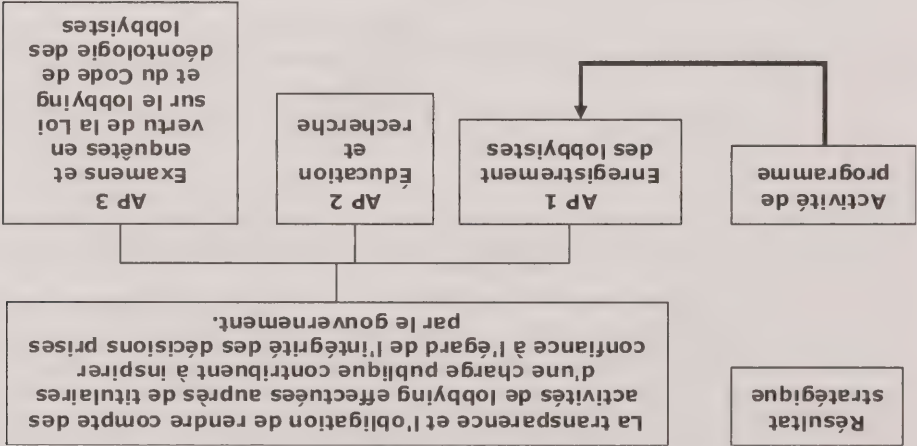 Résultat
stratégique
La transparence et l'obligation de rendre compte des
activités de lobbying effectuées auprès de titulaires
d'une charge publique contribuent à inspirer
confiance à l'égard de l'intégrité des décisions prises
par le gouvernement.
Activité de
programme
AP 1
Enregistrement
des lobbyistes
AP 2
Éducation
et
recherche
AP 3
Examens et
enquêtes en
vertu de la Loi
sur le lobbying
et du Code de
déontologie des
lobbyistes